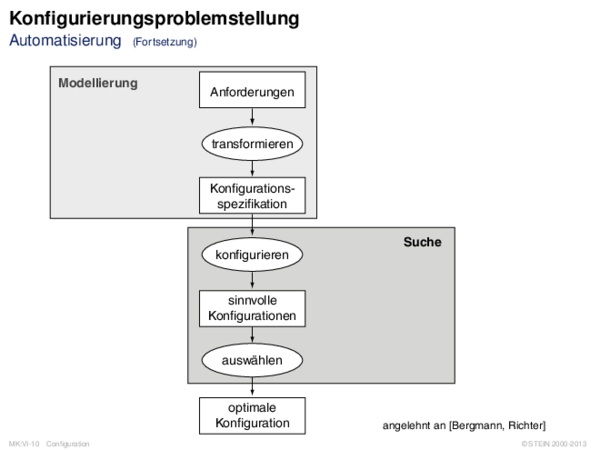 Konfigurierungsproblemstellung
Automatisierung (Fortsetzung)
Modellierung
Anforderungen
transformieren
Konfigurations-
spezifikation
Suche
konfigurieren
sinnvolle
Konfigurationen
auswählen
optimale
Konfiguration
angelehnt an [Bergmann, Richter]
MK:VI-10 Configuration
© STEIN 2000-2013